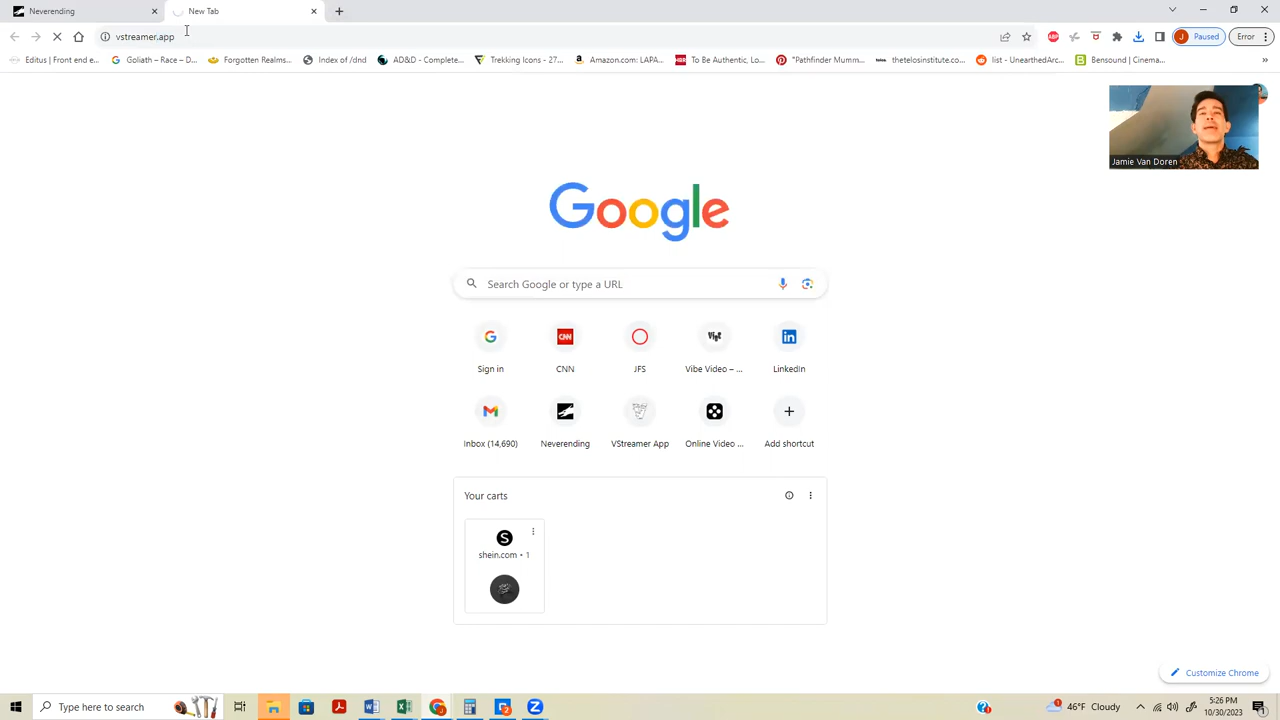 Neverending
New Tab
vstreamer.app
Paused
Error
Editus | Front end e...
Goliath – Race – D...
Forgotten Realms...
Index of /dnd
AD&D - Complete...
Trekking Icons - 27...
Amazon.com: LAPA...
To Be Authentic, Lo...
"Pathfinder Mumm...
thetelosinstitute.co...
list - UnearthedArc...
Bensound | Cinema...
Jamie Van Doren
Google
Search Google or type a URL
Sign in
CNN
JFS
Vibe Video – ...
LinkedIn
Inbox (14,690)
Neverending
VStreamer App
Online Video ...
Add shortcut
Your carts
shein.com • 1
Customize Chrome
Type here to search
46°F Cloudy
5:26 PM
10/30/2023